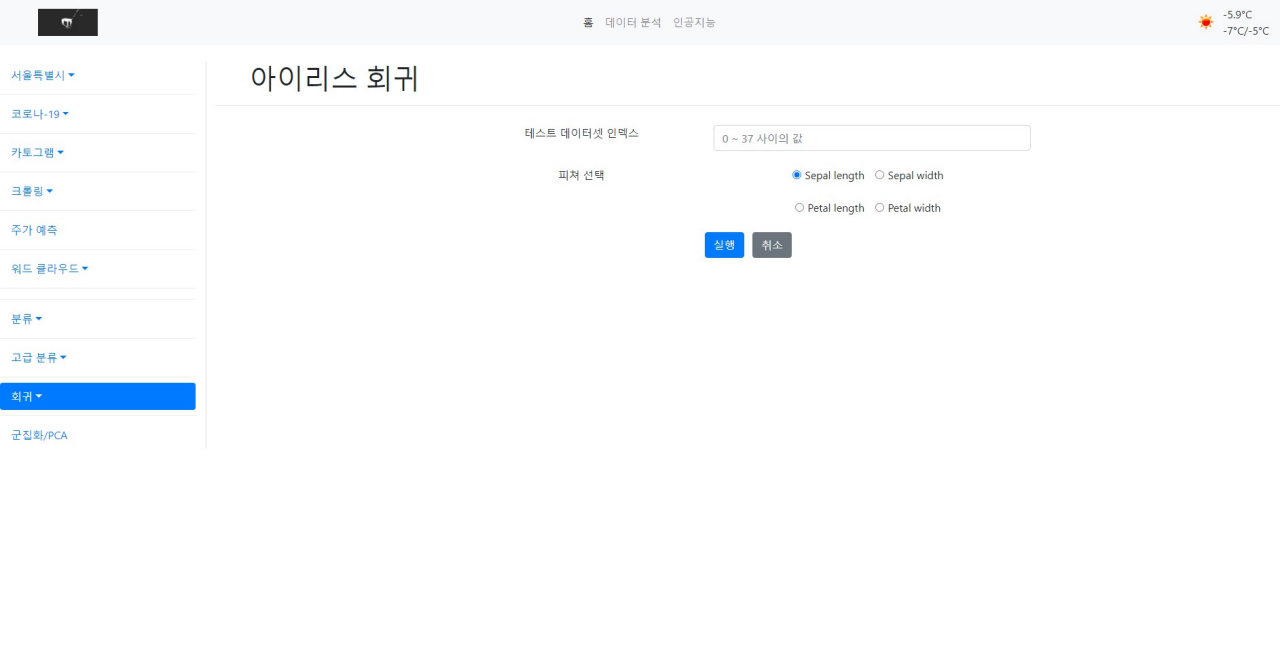 홈 데이터 분석 인공지능
-5.9°C
-7°C/-5°C
서울특별시
코로나-19
카토그램
크롤링
주가 예측
워드 클라우드
분류
고급 분류
회귀
군집화/PCA
아이리스 회귀
테스트 데이터셋 인덱스 0 ~ 37 사이의 값
피쳐 선택 Sepal length Sepal width
Petal length Petal width
실행 취소